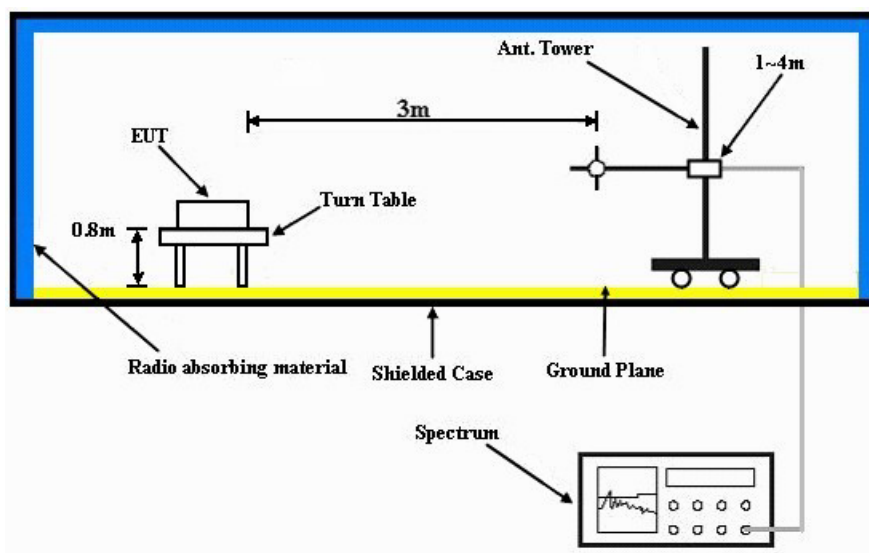 Ant. Tower
1~4m
3m
EUT
Turn Table
0.8m
Radio absorbing material
Shielded Case
Ground Plane
Spectrum